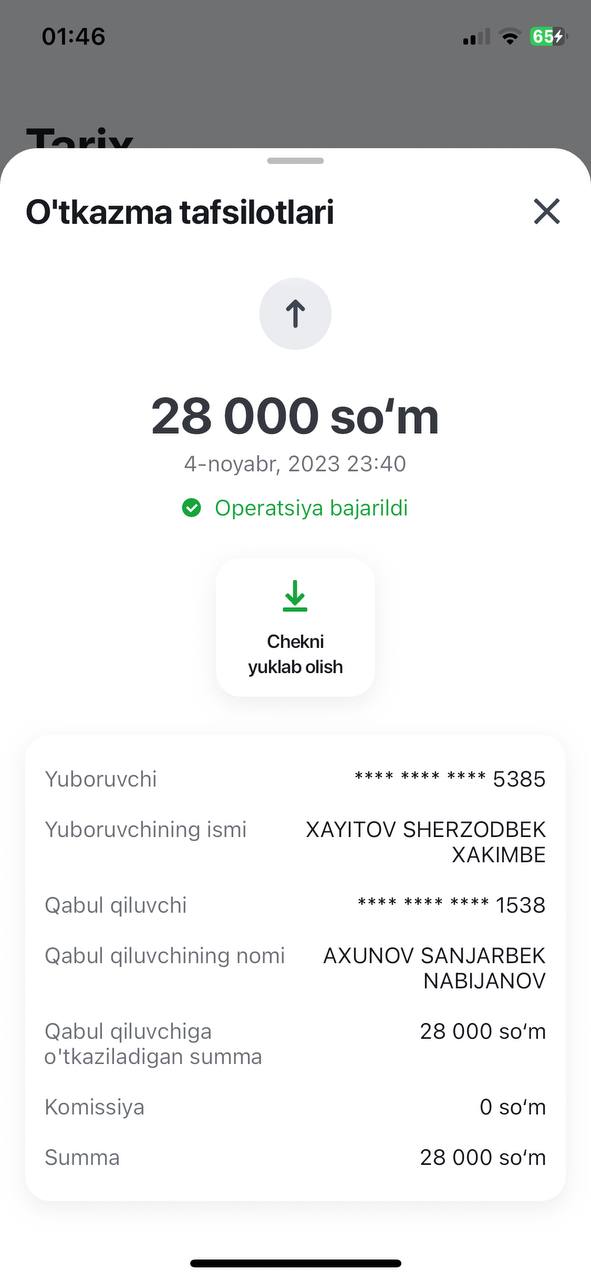 01:46
65
Tarix
O'tkazma tafsilotlari
28 000 so‘m
4-noyabr, 2023 23:40
Operatsiya bajarildi
Chekni
yuklab olish
Yuboruvchi **** **** **** 5385
Yuboruvchining ismi XAYITOV SHERZODBEK
XAKIMBE
Qabul qiluvchi **** **** **** 1538
Qabul qiluvchining nomi AXUNOV SANJARBEK
NABIJANOV
Qabul qiluvchiga 28 000 so‘m
o'tkaziladigan summa
Komissiya 0 so‘m
Summa 28 000 so‘m